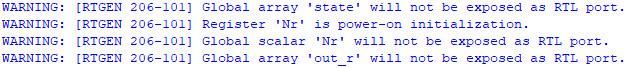 WARNING: [RTGEN 206-101] Global array 'state' will not be exposed as RTL port.
WARNING: [RTGEN 206-101] Register 'Nr' is power-on initialization.
WARNING: [RTGEN 206-101] Global scalar 'Nr' will not be exposed as RTL port.
WARNING: [RTGEN 206-101] Global array 'out_r' will not be exposed as RTL port.